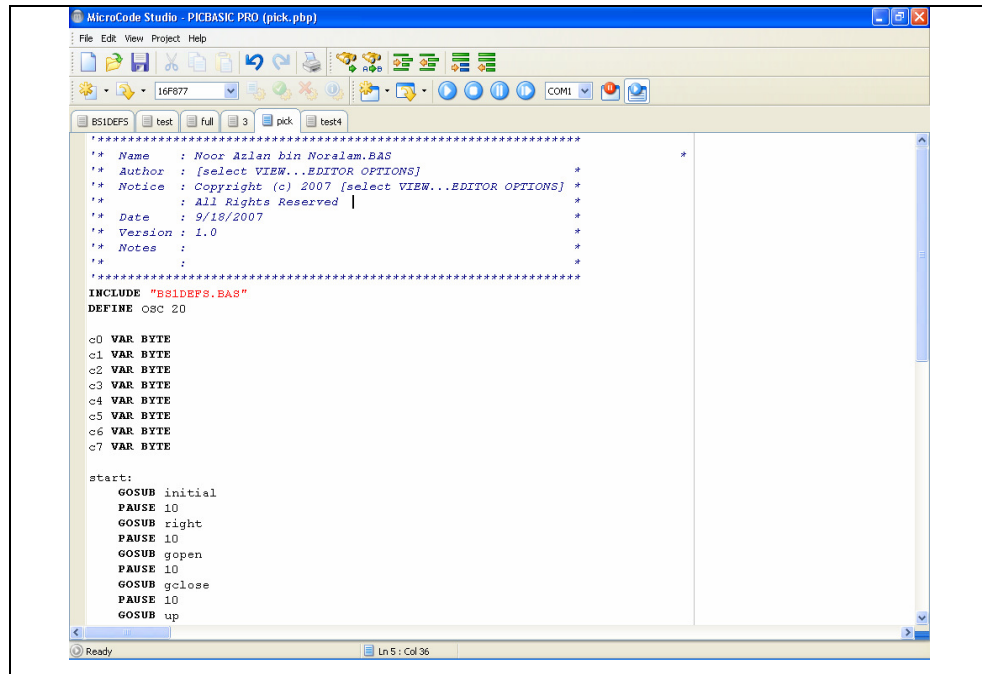 MicroCode Studio - PICBASIC PRO (pick.pbp)
File Edit View Project Help
16F877
COM1
BS1DEFS test full 3 pick test4
'*****************************************************************
'*  Name    : Noor Azlan bin Noralam.BAS                              *
'*  Author  : [select VIEW...EDITOR OPTIONS]                     *
'*  Notice  : Copyright (c) 2007 [select VIEW...EDITOR OPTIONS] *
'*          : All Rights Reserved                                *
'*  Date    : 9/18/2007                                          *
'*  Version : 1.0                                                *
'*  Notes   :                                                    *
'*          :                                                    *
'*****************************************************************
INCLUDE "BS1DEFS.BAS"
DEFINE OSC 20
c0 VAR BYTE
c1 VAR BYTE
c2 VAR BYTE
c3 VAR BYTE
c4 VAR BYTE
c5 VAR BYTE
c6 VAR BYTE
c7 VAR BYTE
start:
GOSUB initial
PAUSE 10
GOSUB right
PAUSE 10
GOSUB gopen
PAUSE 10
GOSUB gclose
PAUSE 10
GOSUB up
Ready
Ln 5 : Col 36